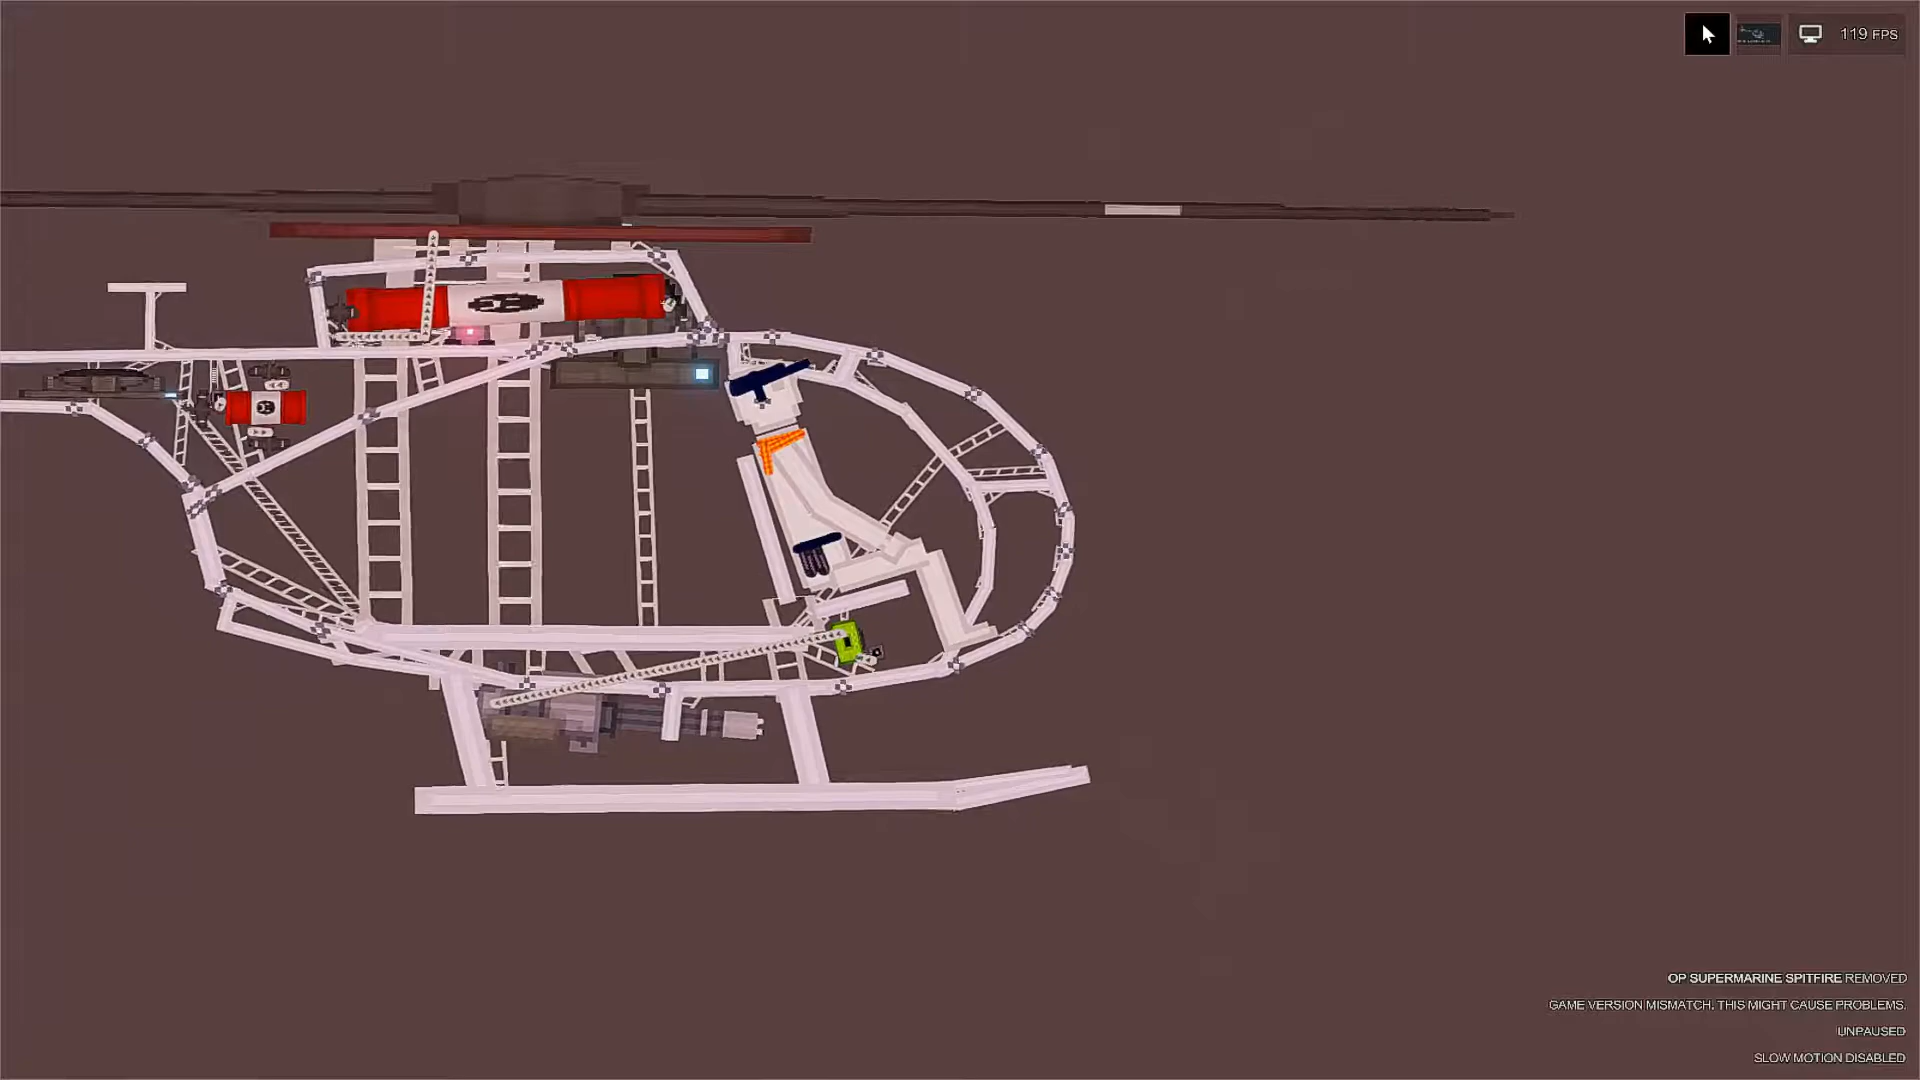 119 FPS
OP SUPERMARINE SPITFIRE REMOVED
GAME VERSION MISMATCH. THIS MIGHT CAUSE PROBLEMS.
UNPAUSED
SLOW MOTION DISABLED